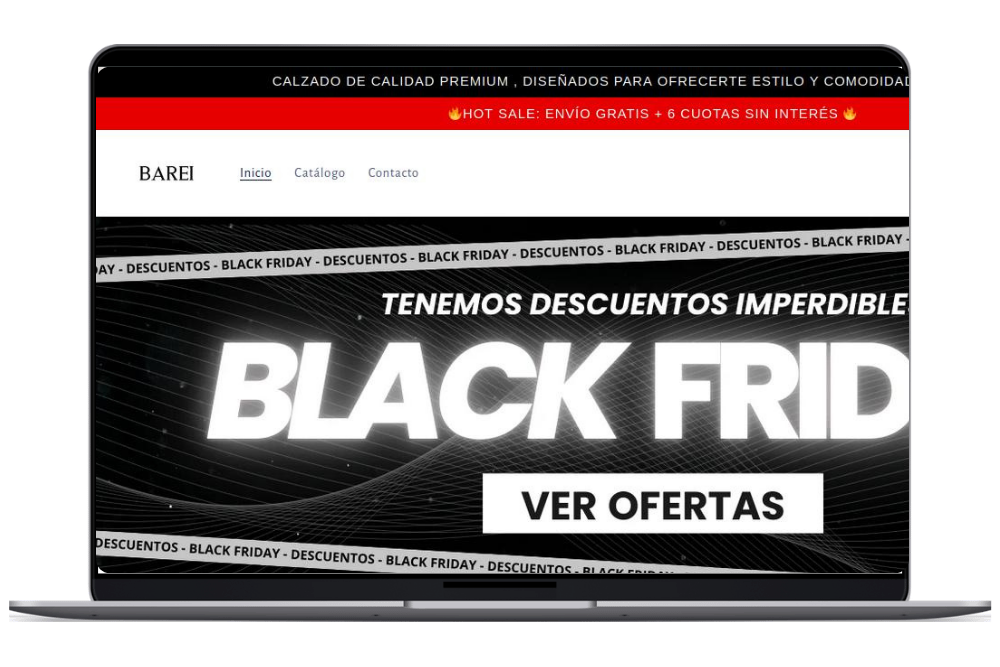 CALZADO DE CALIDAD PREMIUM , DISEÑADOS PARA OFRECERTE ESTILO Y COMODIDAD
🔥HOT SALE: ENVÍO GRATIS + 6 CUOTAS SIN INTERÉS 🔥
BAREI
Inicio Catálogo Contacto
AY - DESCUENTOS - BLACK FRIDAY - DESCUENTOS - BLACK FRIDAY - DESCUENTOS - BLACK FRIDAY - DESCUENTOS - BLACK FRIDAY -
TENEMOS DESCUENTOS IMPERDIBLES
BLACK FRID
VER OFERTAS
DESCUENTOS - BLACK FRIDAY - DESCUENTOS - BLACK FRIDAY - DESCUENTOS - BLACK FRIDAY